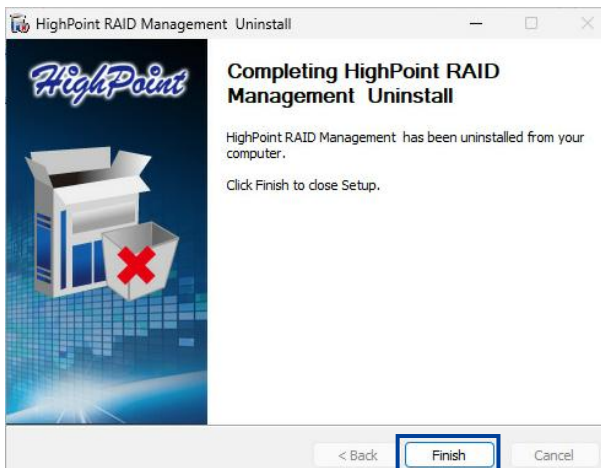 HighPoint RAID Management Uninstall
HighPoint
Completing HighPoint RAID
Management Uninstall
HighPoint RAID Management has been uninstalled from your
computer.
Click Finish to close Setup.
< Back
Finish
Cancel